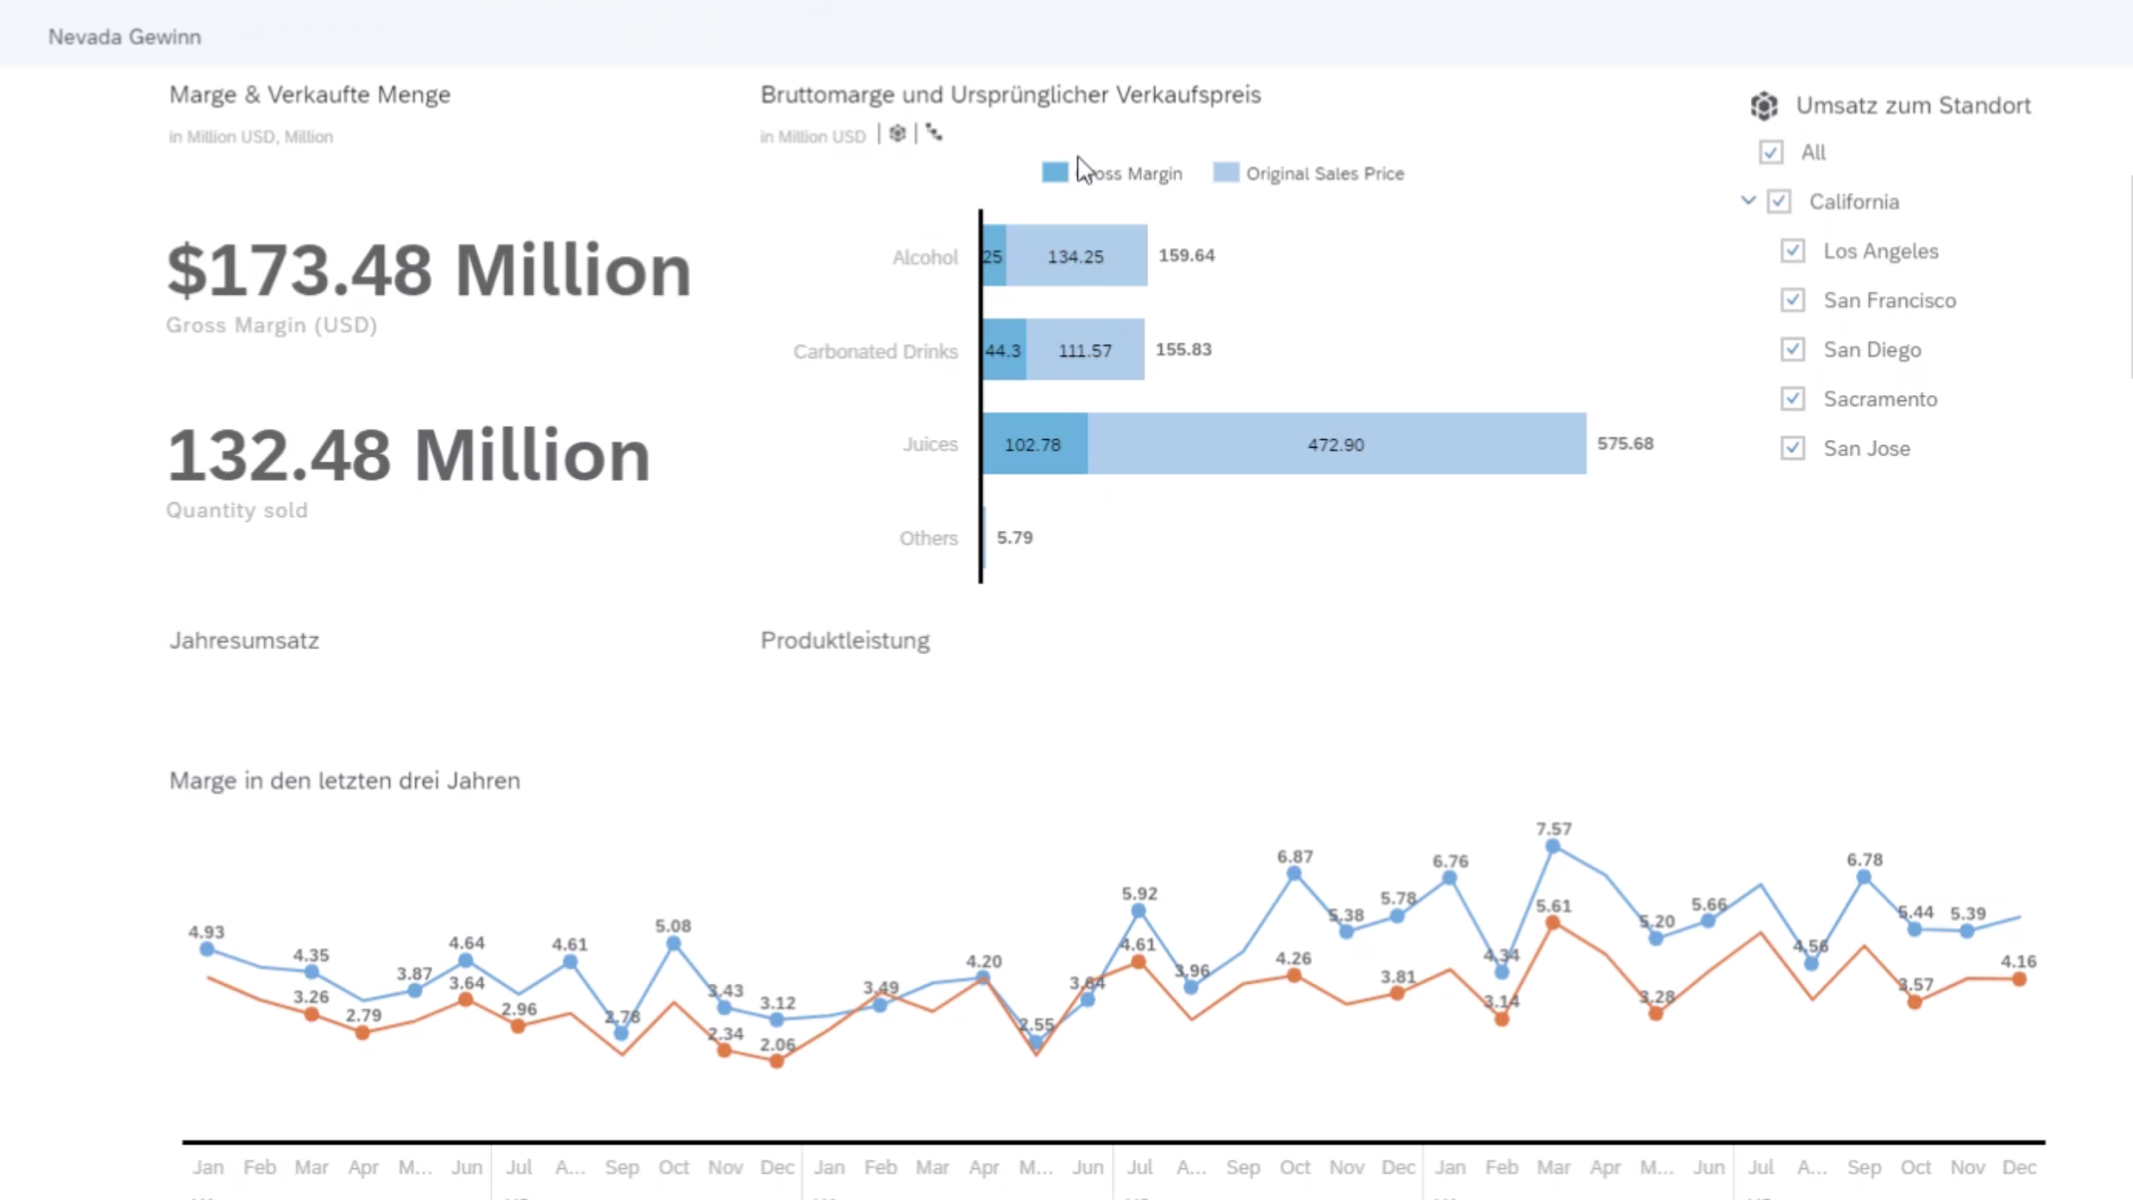 Nevada Gewinn
Marge & Verkaufte Menge
in Million USD, Million
$173.48 Million
Gross Margin (USD)
132.48 Million
Quantity sold
Bruttomarge und Ursprünglicher Verkaufspreis
in Million USD
oss Margin Original Sales Price
Alcohol 25 134.25 159.64
Carbonated Drinks 44.3 111.57 155.83
Juices 102.78 472.90 575.68
Others 5.79
Umsatz zum Standort
All
California
Los Angeles
San Francisco
San Diego
Sacramento
San Jose
Jahresumsatz
Produktleistung
Marge in den letzten drei Jahren
4.93 4.35 3.87 4.64 4.61 2.78 5.08 3.43 3.12 3.49 4.20 2.55 3.64 5.92 3.96 6.87 5.38 5.78 6.76 4.34 7.57 5.20 5.66 4.56 6.78 5.44 5.39
3.26 2.79 3.64 2.96 2.34 2.06 4.61 4.26 3.81 3.14 5.61 3.28 3.57 4.16
Jan Feb Mar Apr M... Jun Jul A... Sep Oct Nov Dec Jan Feb Mar Apr M... Jun Jul A... Sep Oct Nov Dec Jan Feb Mar Apr M... Jun Jul A... Sep Oct Nov Dec